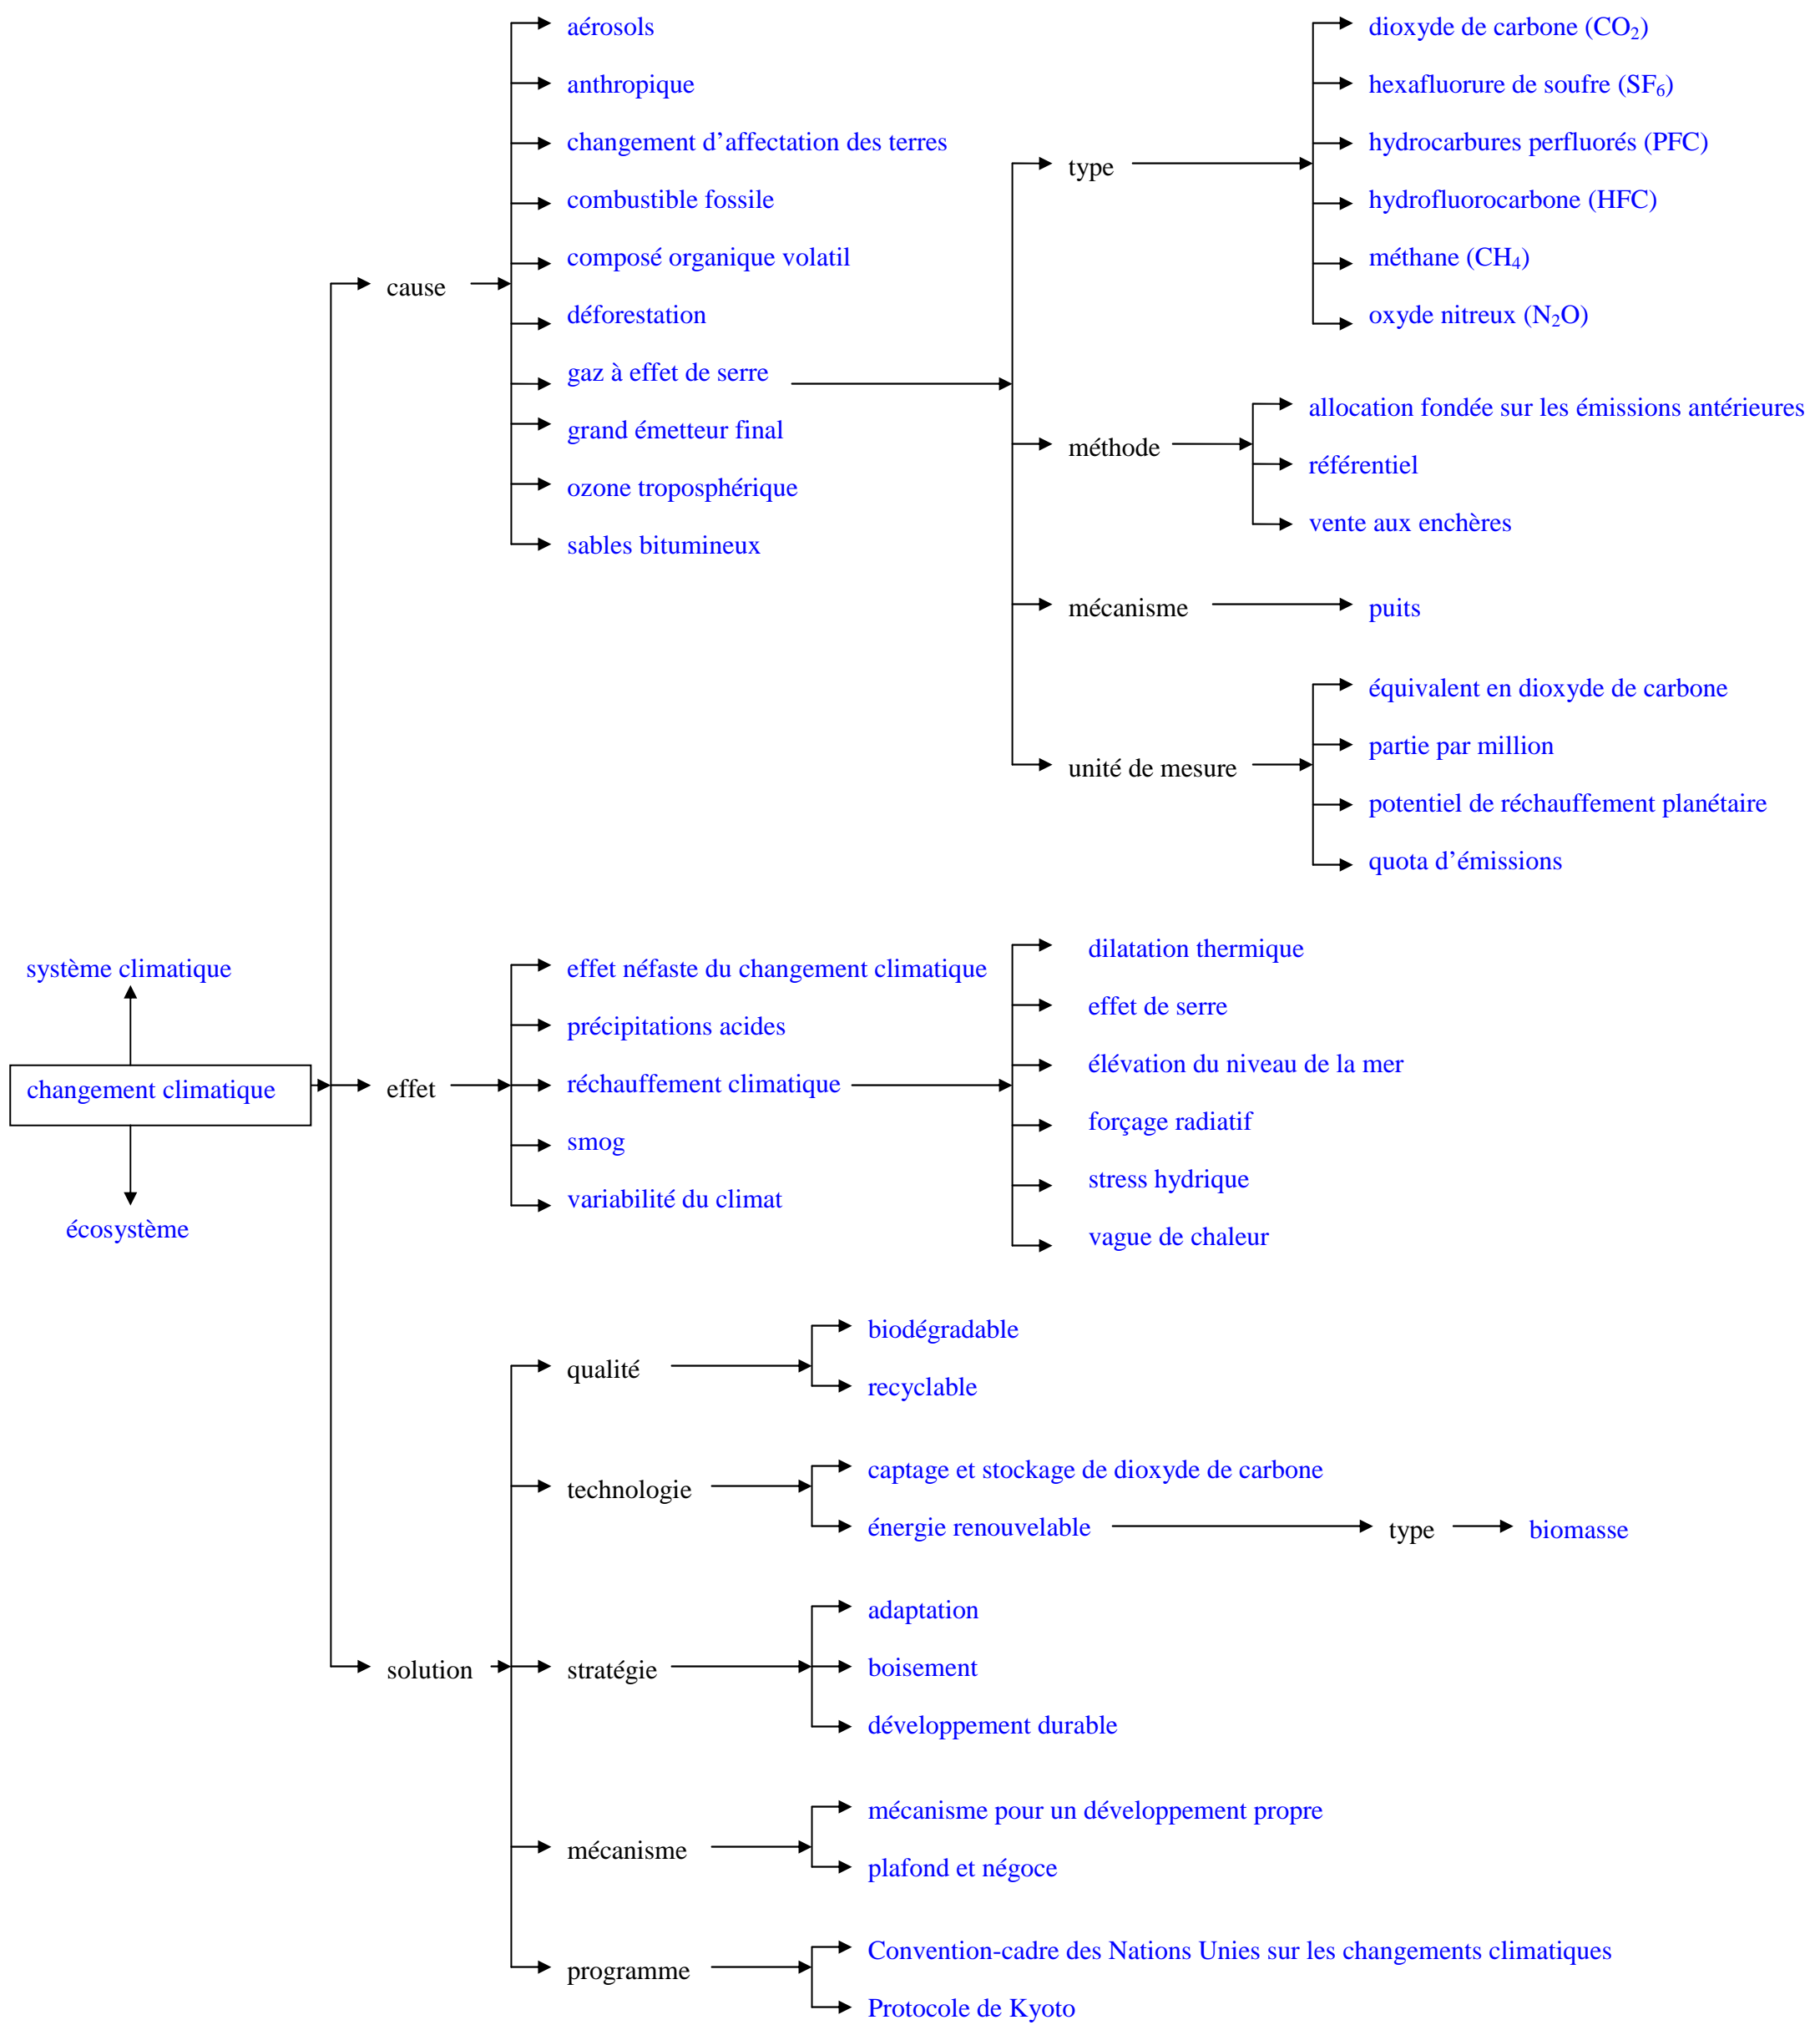 aérosols
anthropique
changement d’affectation des terres
combustible fossile
composé organique volatil
cause
déforestation
gaz à effet de serre
grand émetteur final
ozone troposphérique
sables bitumineux
type
dioxyde de carbone (CO₂)
hexafluorure de soufre (SF₆)
hydrocarbures perfluorés (PFC)
hydrofluorocarbone (HFC)
méthane (CH₄)
oxyde nitreux (N₂O)
méthode
allocation fondée sur les émissions antérieures
référentiel
vente aux enchères
mécanisme
puits
unité de mesure
équivalent en dioxyde de carbone
partie par million
potentiel de réchauffement planétaire
quota d’émissions
système climatique
changement climatique
écosystème
effet
effet néfaste du changement climatique
précipitations acides
réchauffement climatique
smog
variabilité du climat
dilatation thermique
effet de serre
élévation du niveau de la mer
forçage radiatif
stress hydrique
vague de chaleur
solution
qualité
biodégradable
recyclable
technologie
captage et stockage de dioxyde de carbone
énergie renouvelable
type
biomasse
stratégie
adaptation
boisement
développement durable
mécanisme
mécanisme pour un développement propre
plafond et négoce
programme
Convention-cadre des Nations Unies sur les changements climatiques
Protocole de Kyoto